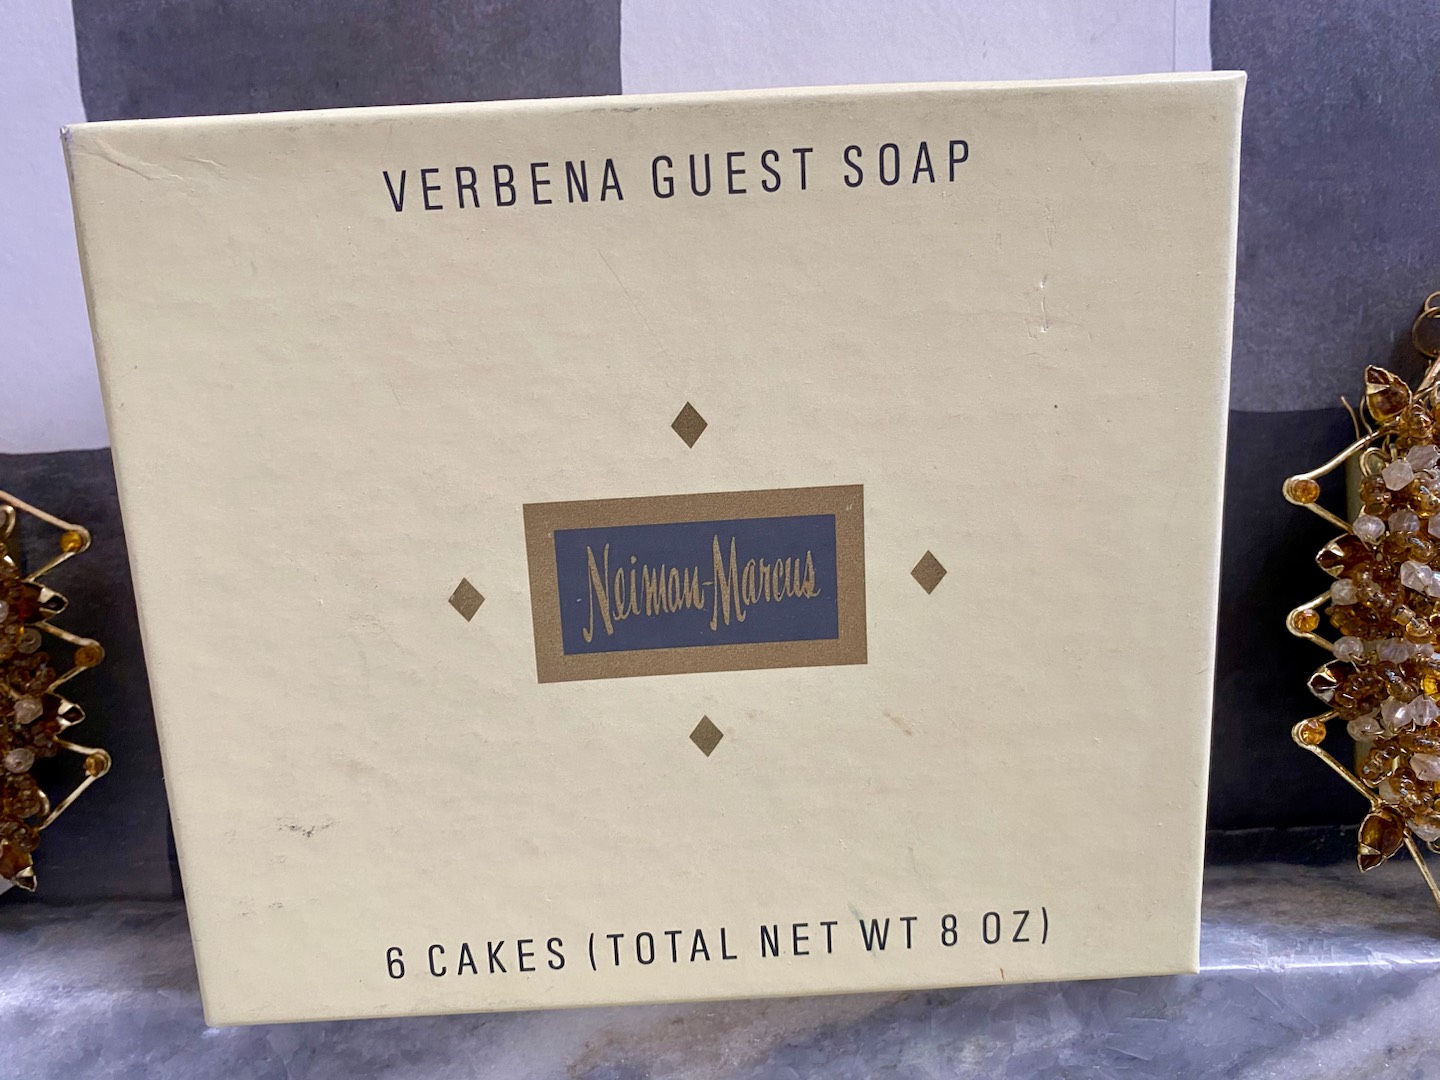 VERBENA GUEST SOAP
Neiman-Marcus
6 CAKES (TOTAL NET WT 8 OZ)